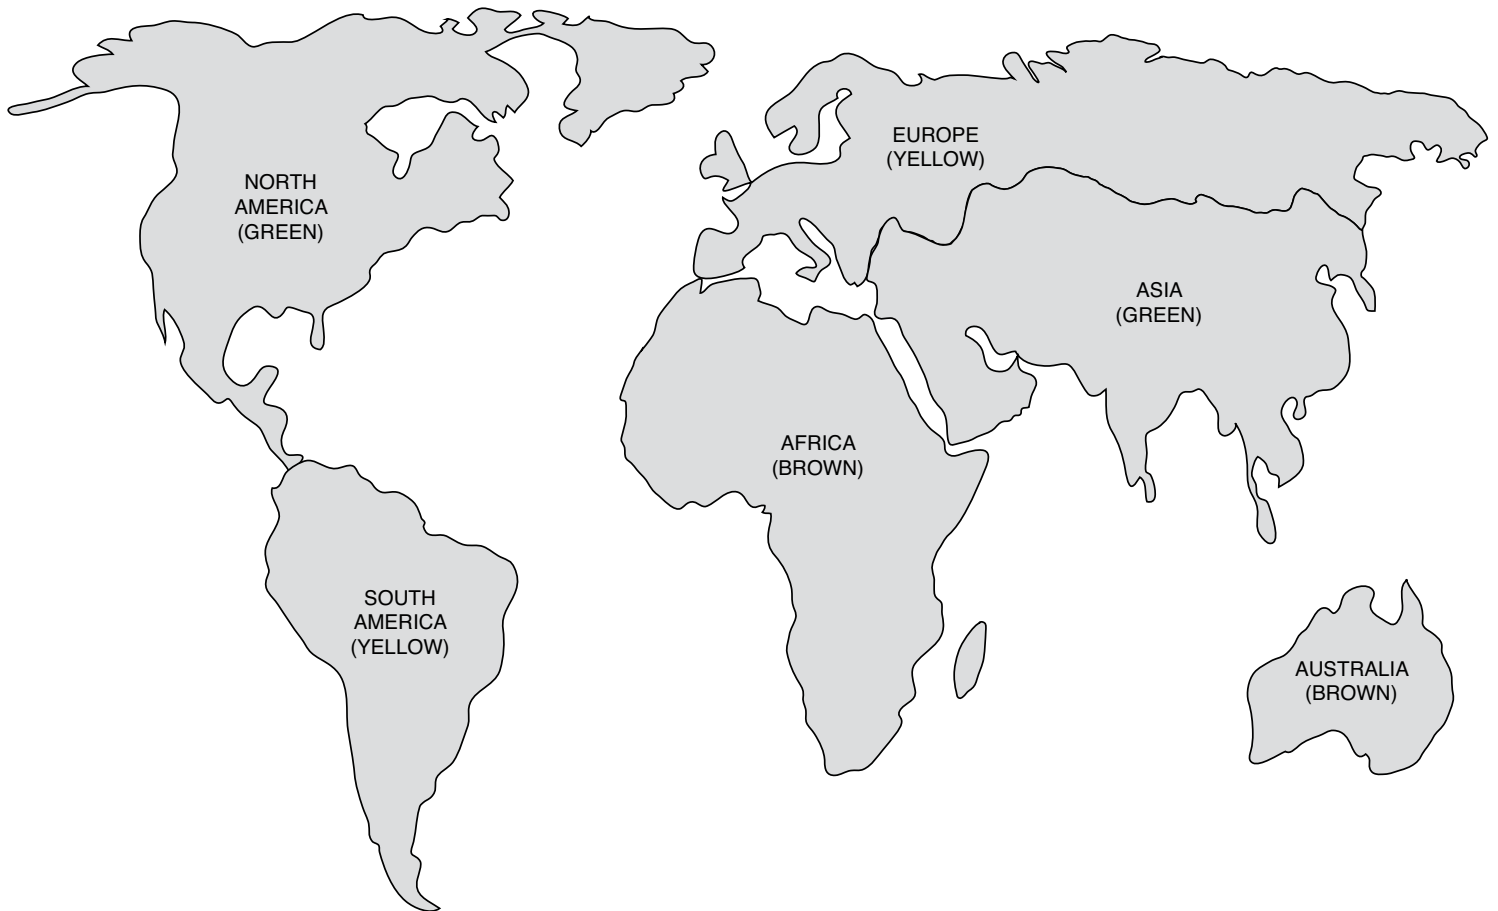 NORTH
AMERICA
(GREEN)
EUROPE
(YELLOW)
ASIA
(GREEN)
AFRICA
(BROWN)
SOUTH
AMERICA
(YELLOW)
AUSTRALIA
(BROWN)